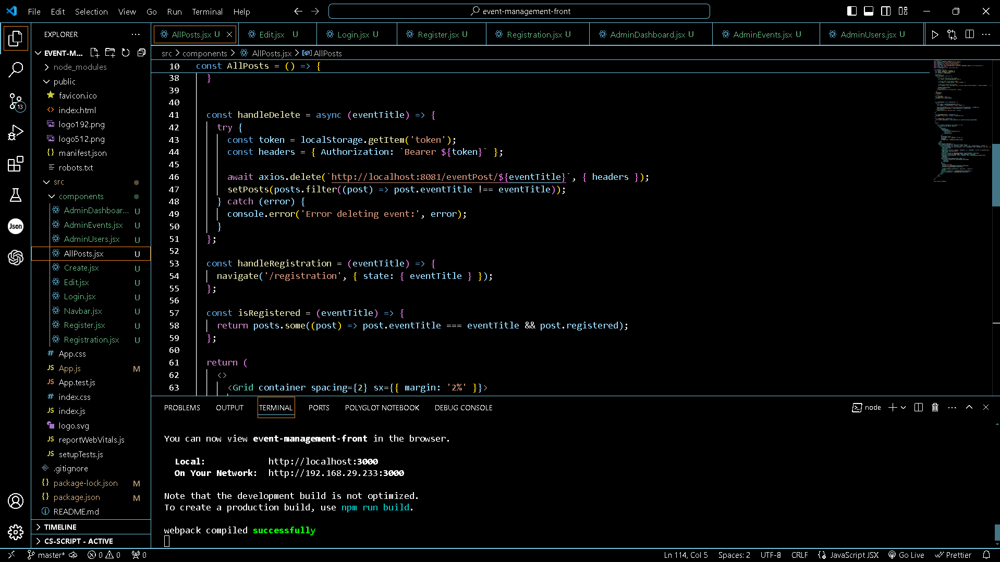 File Edit Selection View Go Run Terminal Help event-management-front
EXPLORER
AllPosts.jsx U Edit.jsx U Login.jsx U Register.jsx U Registration.jsx U AdminDashboard.jsx U AdminEvents.jsx U AdminUsers.jsx U
EVENT-M...
src > components > AllPosts.jsx > AllPosts
node_modules
public
favicon.ico
index.html
logo192.png
logo512.png
manifest.json
robots.txt
src
components
AdminDashboar... U
AdminEvents.jsx U
AdminUsers.jsx U
AllPosts.jsx U
Create.jsx U
Edit.jsx U
Login.jsx U
Navbar.jsx U
Register.jsx U
Registration.jsx U
App.css
App.js M
App.test.js
index.css
index.js
logo.svg
reportWebVitals.js
setupTests.js
.gitignore
package-lock.json M
package.json M
README.md
TIMELINE
CS-SCRIPT - ACTIVE
13
Json
10 const AllPosts = () => {
38 }
39
40
41 const handleDelete = async (eventTitle) => {
42 try {
43 const token = localStorage.getItem('token');
44 const headers = { Authorization: `Bearer ${token}` };
45
46 await axios.delete(`http://localhost:8081/eventPost/${eventTitle}`, { headers });
47 setPosts(posts.filter((post) => post.eventTitle !== eventTitle));
48 } catch (error) {
49 console.error('Error deleting event:', error);
50 }
51 };
52
53 const handleRegistration = (eventTitle) => {
54 navigate('/registration', { state: { eventTitle } });
55 };
56
57 const isRegistered = (eventTitle) => {
58 return posts.some((post) => post.eventTitle === eventTitle && post.registered);
59 };
60
61 return (
62 <>
63 <Grid container spacing={2} sx={{ margin: '2%' }}>
PROBLEMS OUTPUT TERMINAL PORTS POLYGLOT NOTEBOOK DEBUG CONSOLE node
You can now view event-management-front in the browser.
Local: http://localhost:3000
On Your Network: http://192.168.29.233:3000
Note that the development build is not optimized.
To create a production build, use npm run build.
webpack compiled successfully
master* 0 0 0 Ln 114, Col 5 Spaces: 2 UTF-8 CRLF {} JavaScript JSX Go Live Prettier